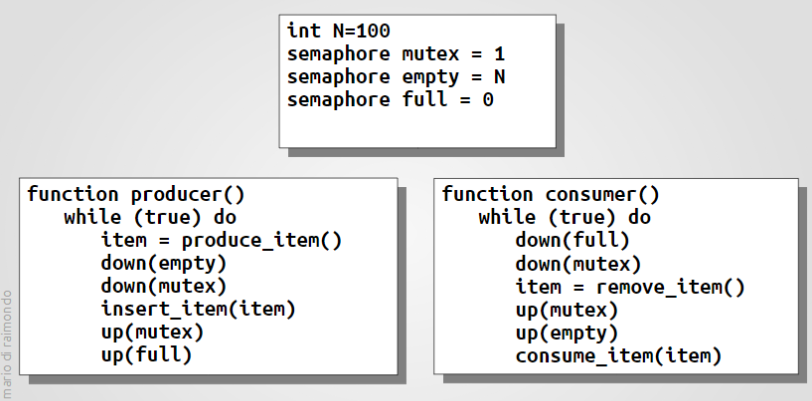 int N=100
semaphore mutex = 1
semaphore empty = N
semaphore full = 0
function producer()
while (true) do
item = produce_item()
down(empty)
down(mutex)
insert_item(item)
up(mutex)
up(full)
function consumer()
while (true) do
down(full)
down(mutex)
item = remove_item()
up(mutex)
up(empty)
consume_item(item)
mario di raimondo